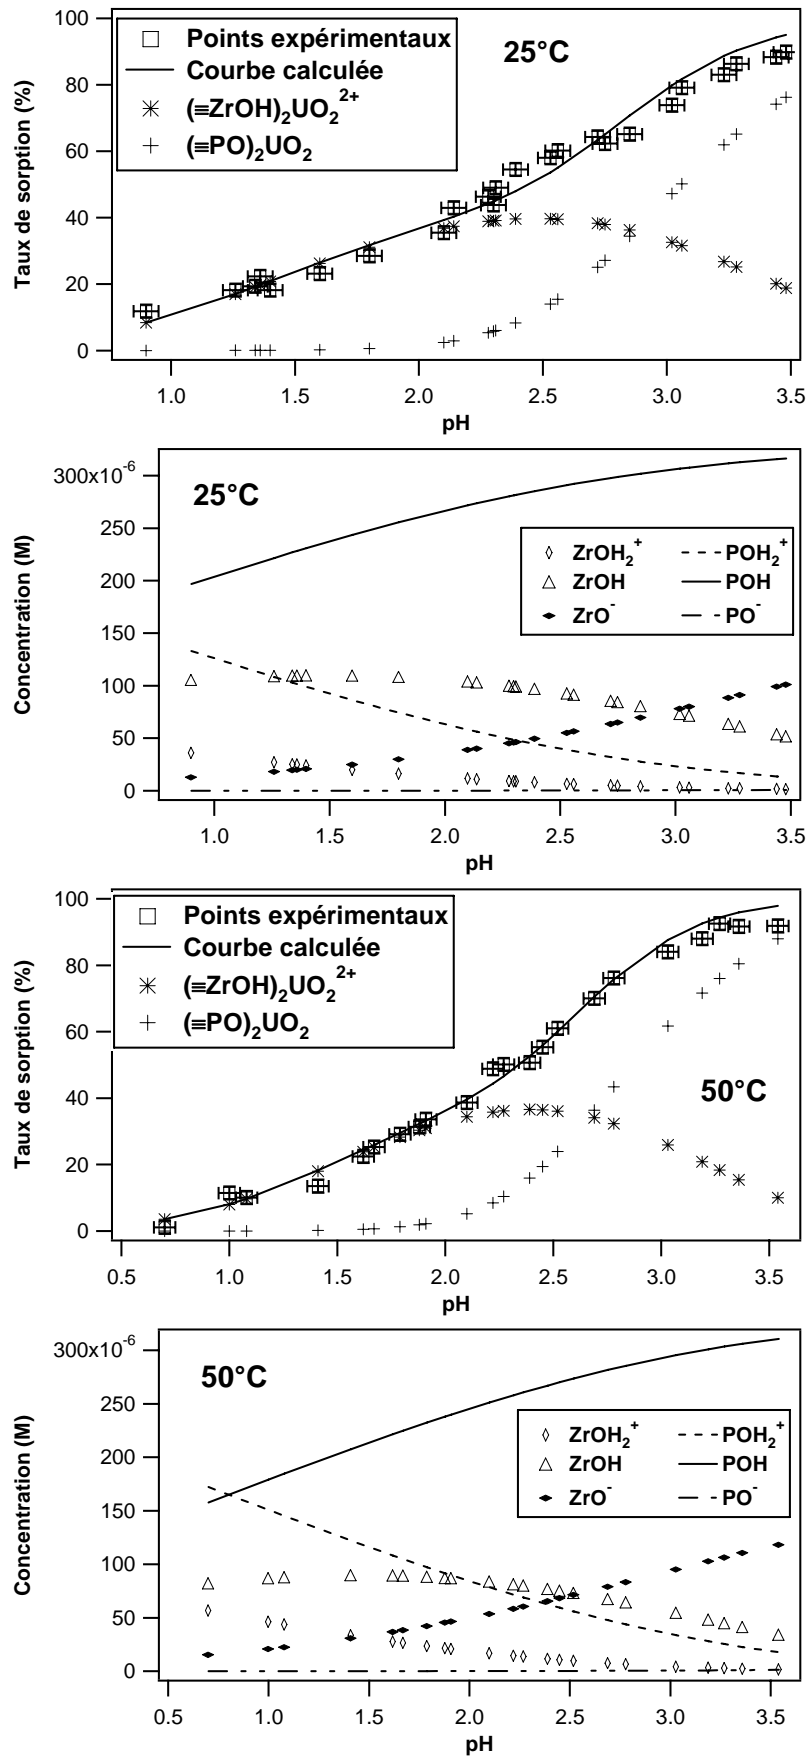 Taux de sorption (%)
100
80
60
40
20
0
Points expérimentaux
Courbe calculée
(≡ZrOH)₂UO₂²⁺
(≡PO)₂UO₂
25°C
1.0 1.5 2.0 2.5 3.0 3.5
pH
Concentration (M)
300x10⁻⁶
250
200
150
100
50
0
25°C
ZrOH₂⁺ POH₂⁺
ZrOH POH
ZrO⁻ PO⁻
1.0 1.5 2.0 2.5 3.0 3.5
pH
Taux de sorption (%)
100
80
60
40
20
0
Points expérimentaux
Courbe calculée
(≡ZrOH)₂UO₂²⁺
(≡PO)₂UO₂
50°C
0.5 1.0 1.5 2.0 2.5 3.0 3.5
pH
Concentration (M)
300x10⁻⁶
250
200
150
100
50
0
50°C
ZrOH₂⁺ POH₂⁺
ZrOH POH
ZrO⁻ PO⁻
0.5 1.0 1.5 2.0 2.5 3.0 3.5
pH